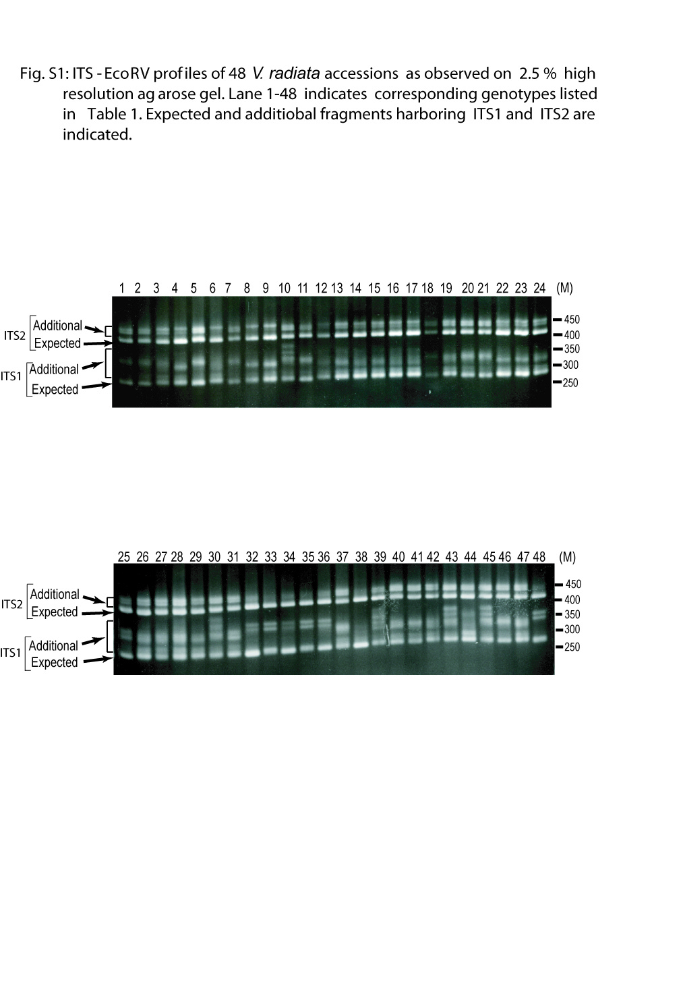 Fig. S1: ITS - EcoRV profiles of 48 V. radiata accessions as observed on 2.5 % high
resolution ag arose gel. Lane 1-48 indicates corresponding genotypes listed
in Table 1. Expected and additiobal fragments harboring ITS1 and ITS2 are
indicated.
1 2 3 4 5 6 7 8 9 10 11 12 13 14 15 16 17 18 19 20 21 22 23 24 (M)
ITS2
Additional
Expected
ITS1
Additional
Expected
450
400
350
300
250
25 26 27 28 29 30 31 32 33 34 35 36 37 38 39 40 41 42 43 44 45 46 47 48 (M)
ITS2
Additional
Expected
ITS1
Additional
Expected
450
400
350
300
250